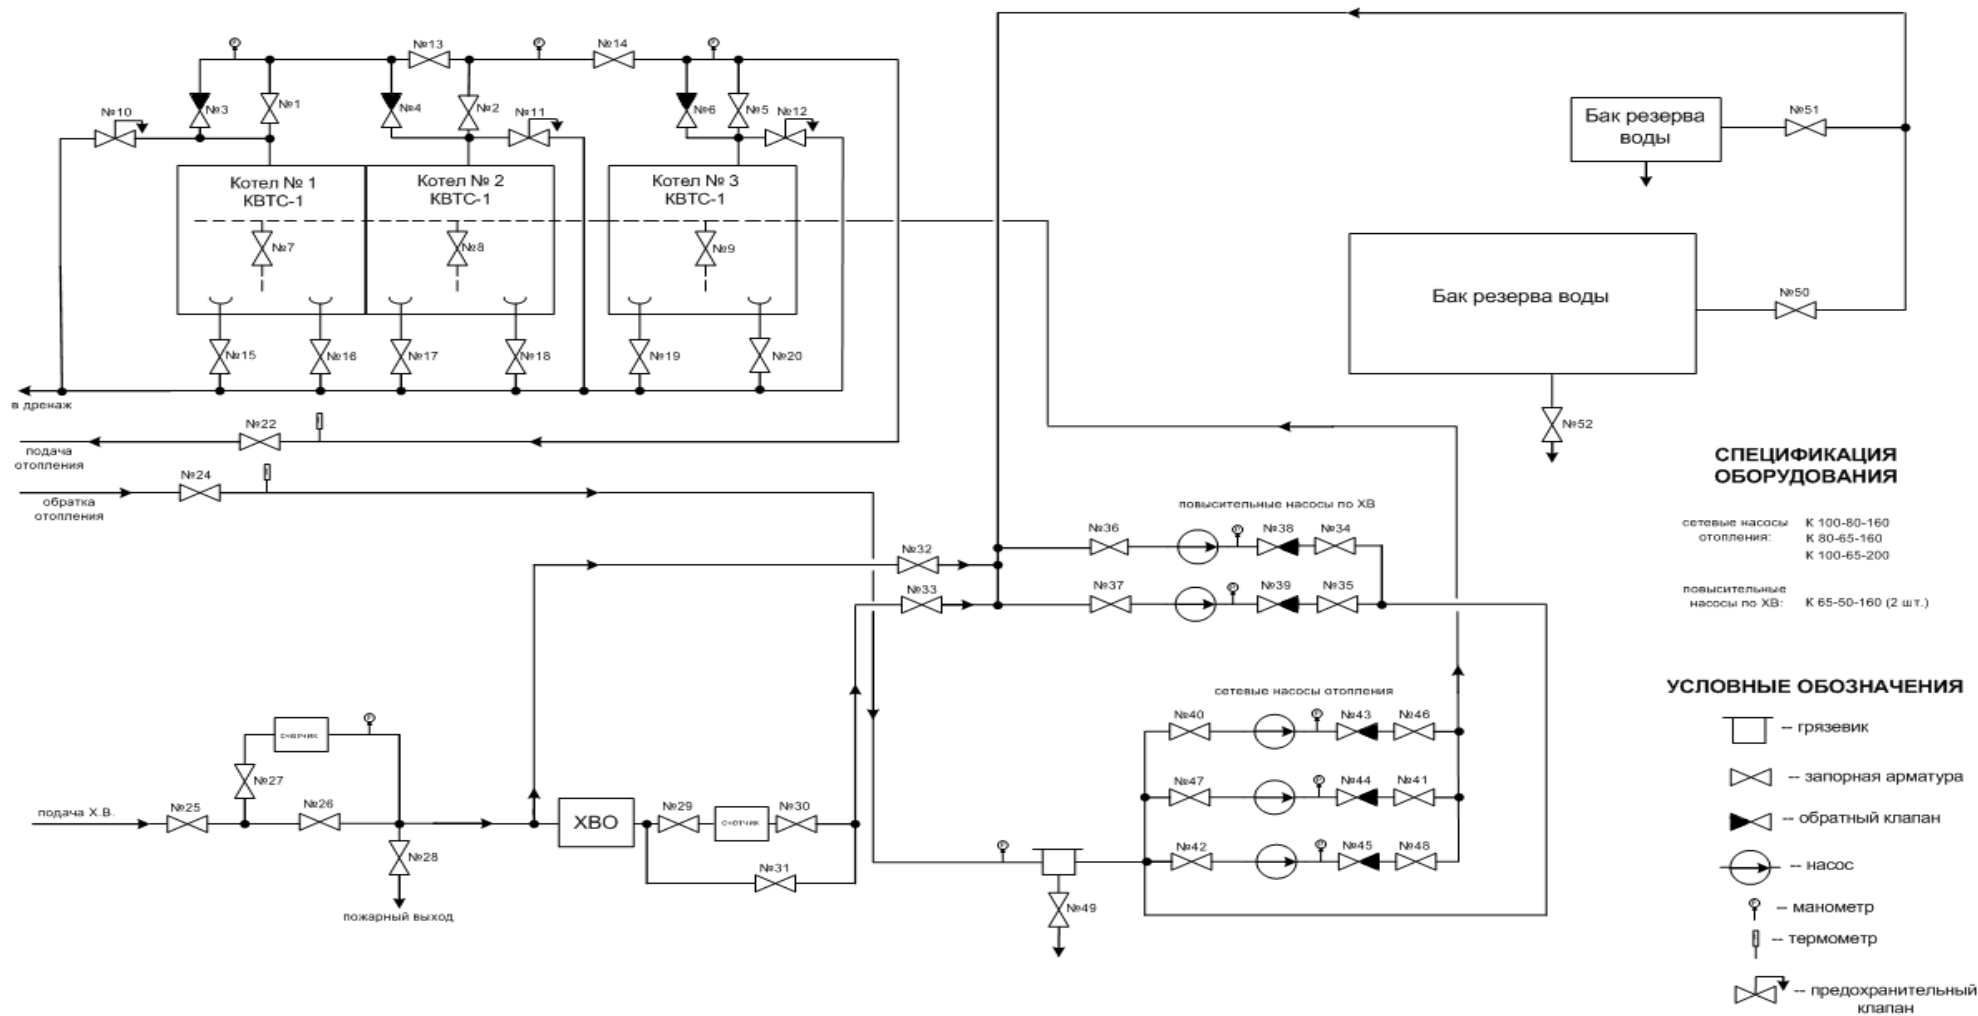 №13
№14
№10
№3
№1
№4
№2
№11
№6
№5
№12
№51
Бак резерва
воды
Котел № 1
КВТС-1
Котел № 2
КВТС-1
Котел № 3
КВТС-1
№7
№8
№9
Бак резерва воды
№50
№15
№16
№17
№18
№19
№20
в дренаж
№22
подача
отопления
№52
№24
обратка
отопления
СПЕЦИФИКАЦИЯ
ОБОРУДОВАНИЯ
сетевые насосы
отопления:
К 100-80-160
К 80-65-160
К 100-65-200
повысительные
насосы по ХВ:
К 65-50-160 (2 шт.)
повысительные насосы по ХВ
№36
№38
№34
№32
№37
№39
№35
№33
сетевые насосы отопления
№40
№43
№46
№47
№44
№41
№42
№45
№48
№49
счетчик
№27
подача Х.В.
№25
№26
№28
пожарный выход
ХВО
№29
счетчик
№30
№31
УСЛОВНЫЕ ОБОЗНАЧЕНИЯ
-- грязевик
-- запорная арматура
-- обратный клапан
-- насос
-- манометр
-- термометр
-- предохранительный
клапан